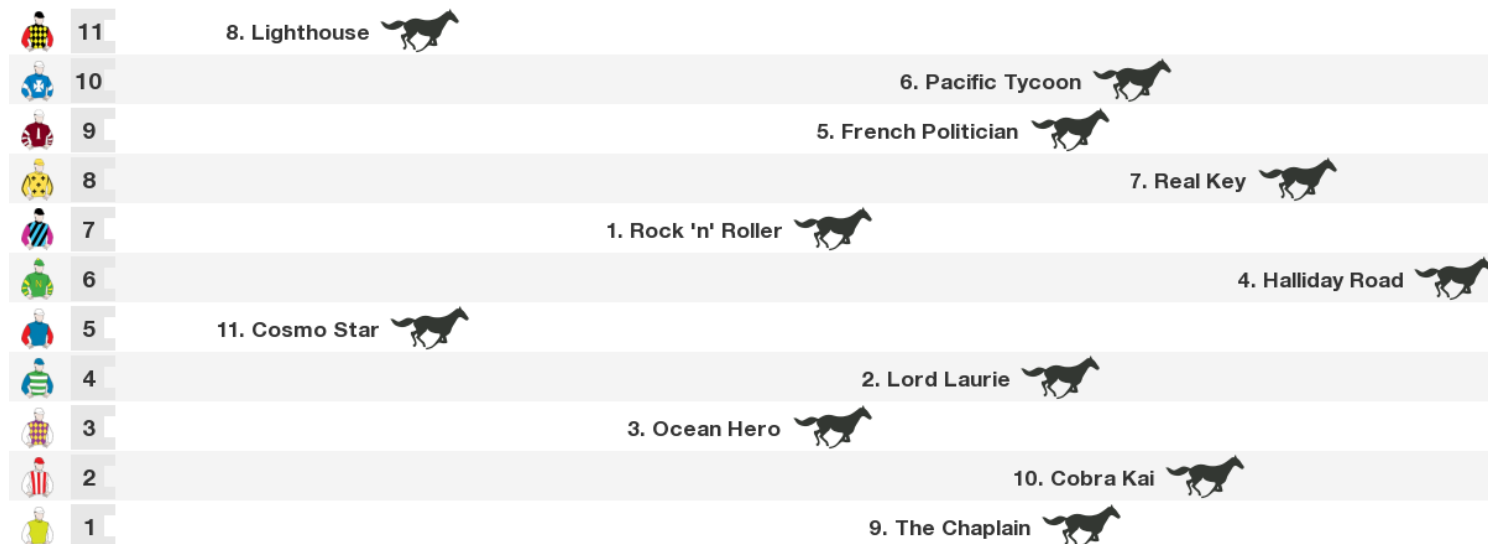 11 8. Lighthouse
10 6. Pacific Tycoon
9 5. French Politician
8 7. Real Key
7 1. Rock 'n' Roller
6 N 4. Halliday Road
5 11. Cosmo Star
4 2. Lord Laurie
3 3. Ocean Hero
2 10. Cobra Kai
1 9. The Chaplain